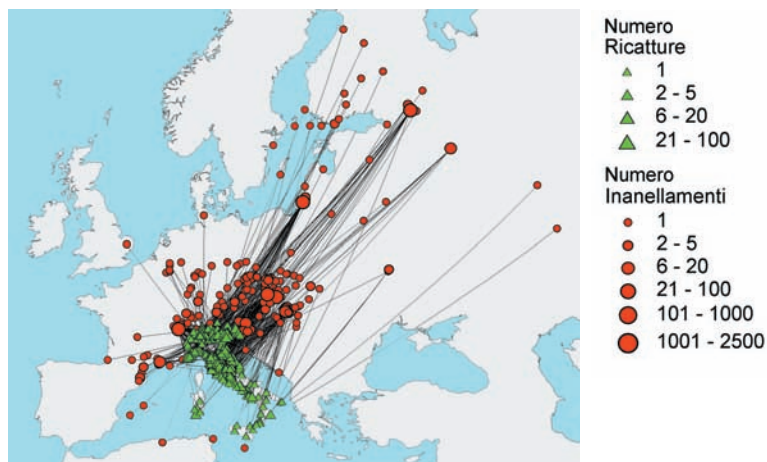 Numero
Ricatture
1
2 - 5
6 - 20
21 - 100
Numero
Inanellamenti
1
2 - 5
6 - 20
21 - 100
101 - 1000
1001 - 2500